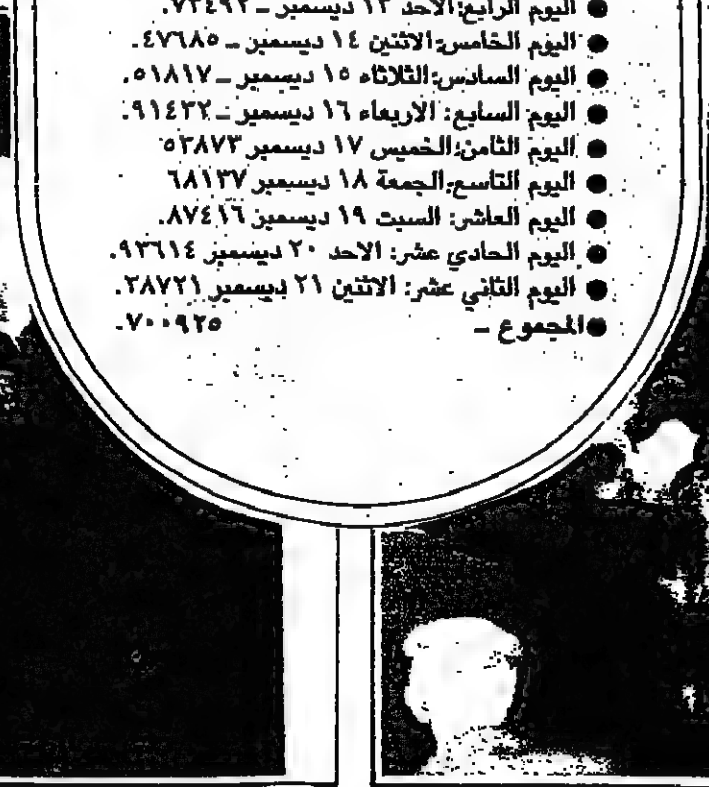 ● اليوم الرابع: الاحد ١٣ ديسمبر ـ ٧٢٤٩٢.
● اليوم الخامس: الاثنين ١٤ ديسمبر ـ ٤٧٦٨٥.
● اليوم السادس: الثلاثاء ١٥ ديسمبر ـ ٥١٨١٧.
● اليوم السابع: الاربعاء ١٦ ديسمبر ـ ٩١٤٣٢.
● اليوم الثامن: الخميس ١٧ ديسمبر ٥٣٨٧٣
● اليوم التاسع: الجمعة ١٨ ديسمبر ٦٨١٣٧
● اليوم العاشر: السبت ١٩ ديسمبر ٨٧٤١٦.
● اليوم الحادي عشر: الاحد ٢٠ ديسمبر ٩٣٦١٤.
● اليوم الثاني عشر: الاثنين ٢١ ديسمبر ٣٨٧٢١.
● المجموع ـ ٧٠٠٩٢٥.